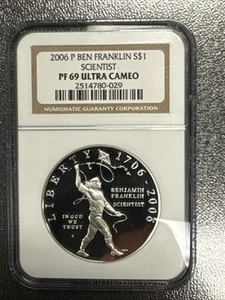 2006 P BEN FRANKLIN S$1
SCIENTIST
PF 69 ULTRA CAMEO
2514780-029
NUMISMATIC GUARANTY CORPORATION
LIBERTY 1706 2006
BENJAMIN
FRANKLIN
SCIENTIST
IN GOD
WE
TRUST
P